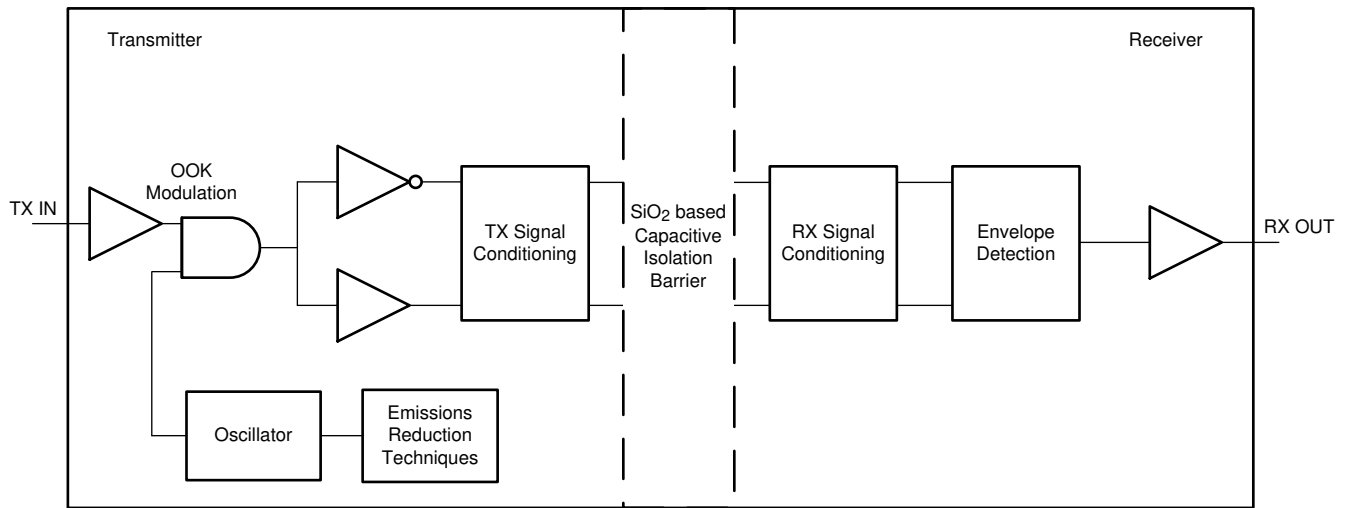 Transmitter
Receiver
OOK
Modulation
TX IN
TX Signal
Conditioning
SiO2 based
Capacitive
Isolation
Barrier
RX Signal
Conditioning
Envelope
Detection
RX OUT
Oscillator
Emissions
Reduction
Techniques